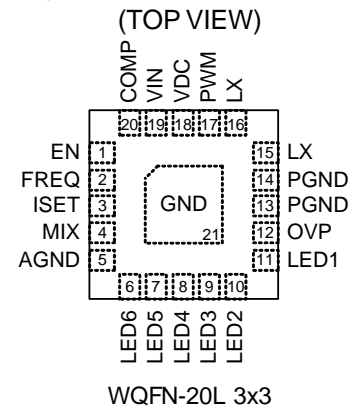 (TOP VIEW)
COMP
VIN
VDC
PWM
LX
20 19 18 17 16
EN 1
FREQ 2
ISET 3
MIX 4
AGND 5
15 LX
14 PGND
13 PGND
12 OVP
11 LED1
GND
21
6 7 8 9 10
LED6
LED5
LED4
LED3
LED2
WQFN-20L 3x3